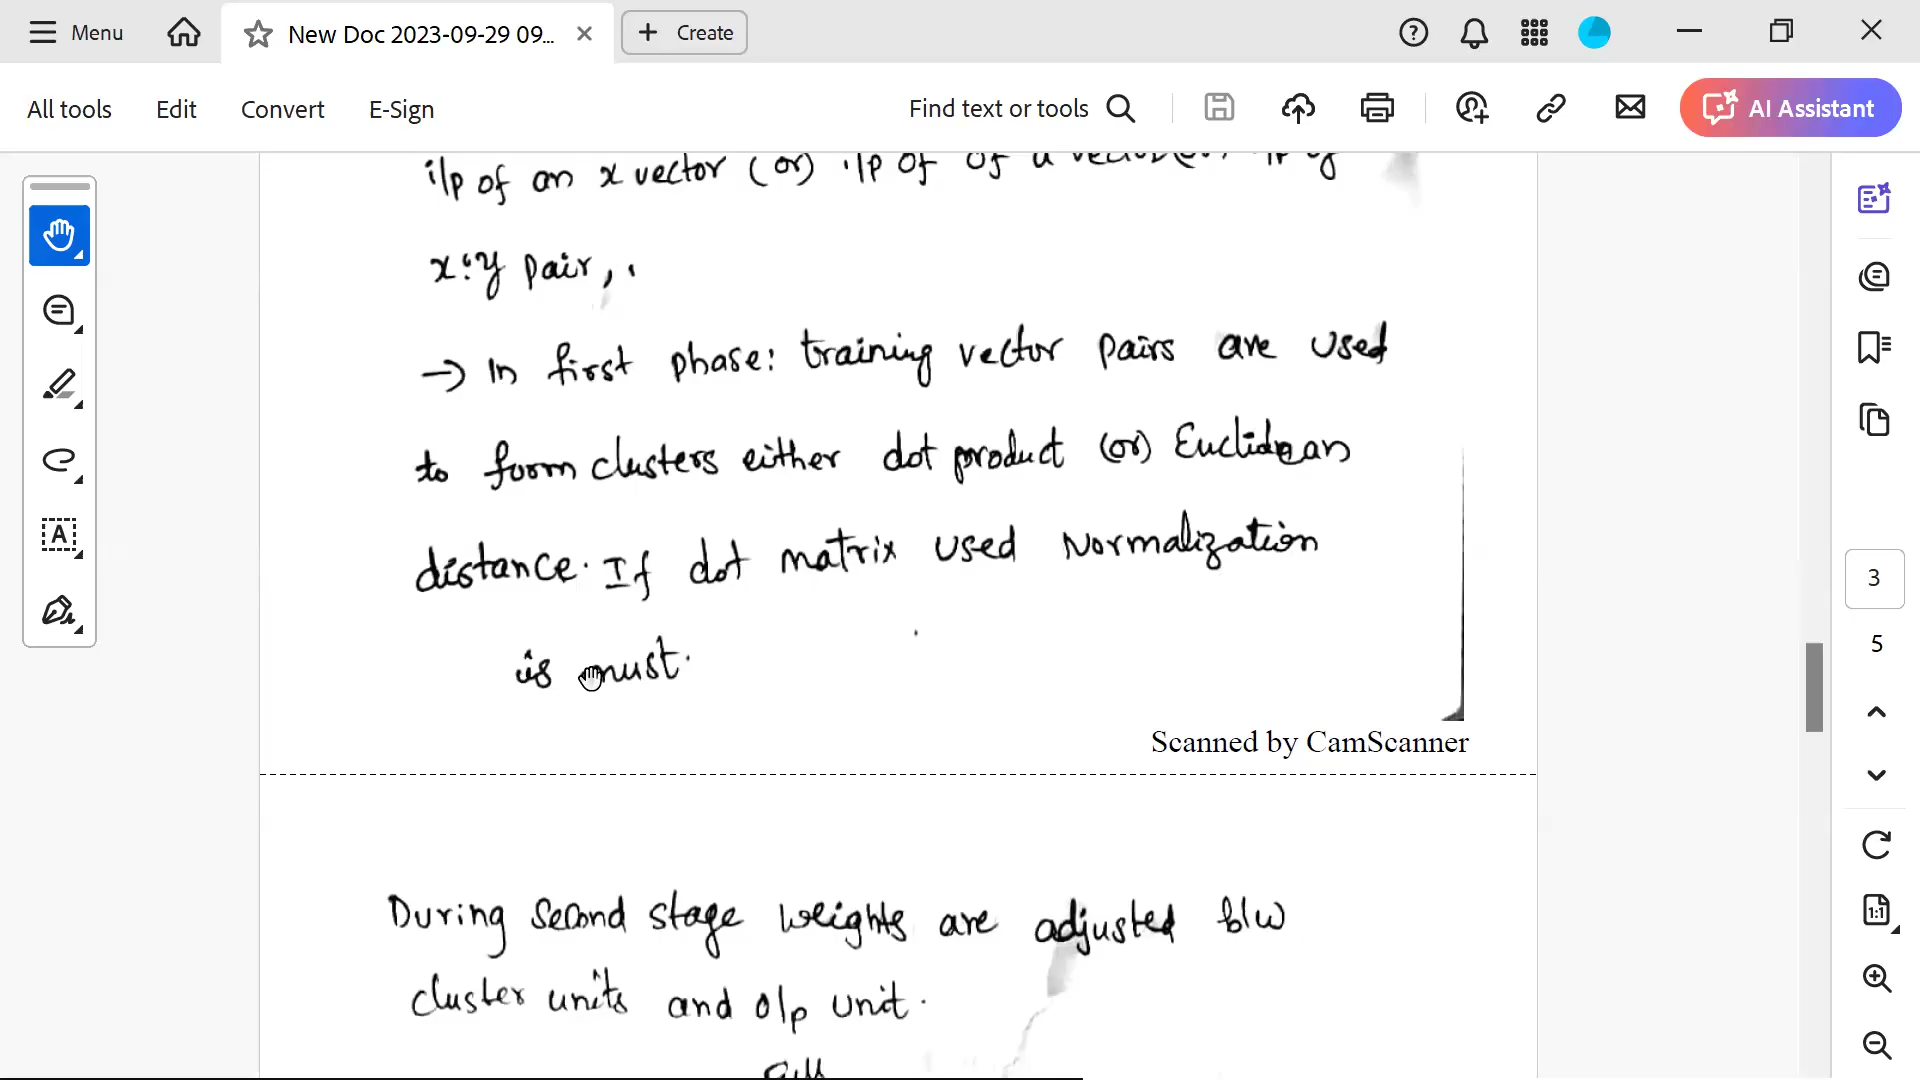 Menu
New Doc 2023-09-29 09...
Create
All tools
Edit
Convert
E-Sign
Find text or tools
AI Assistant
i/p of an x vector (or) i/p of of
x:y pair,
→ In first phase: training vector pairs are used
to form clusters either dot product (or) Euclidean
distance. If dot matrix used Normalization
is must.
Scanned by CamScanner
During second stage weights are adjusted b/w
cluster units and o/p unit.
3
5